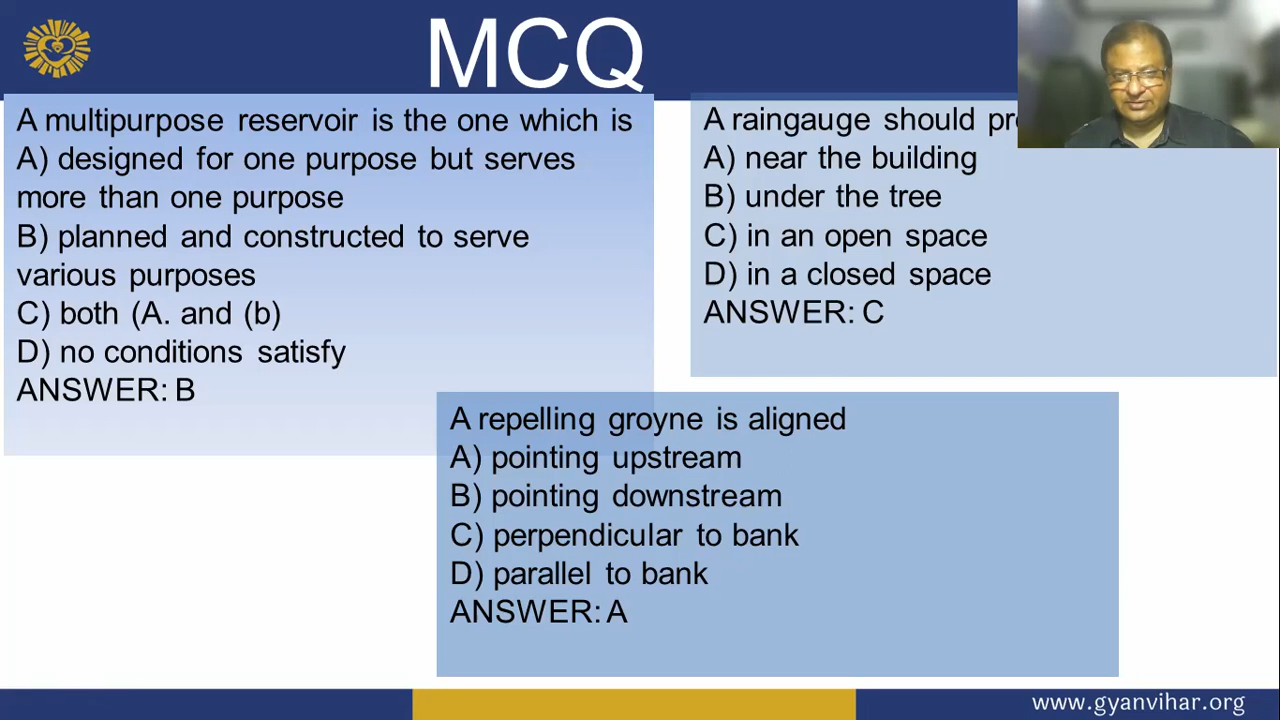 MCQ
A multipurpose reservoir is the one which is
A) designed for one purpose but serves
more than one purpose
B) planned and constructed to serve
various purposes
C) both (A. and (b)
D) no conditions satisfy
ANSWER: B
A raingauge should
A) near the building
B) under the tree
C) in an open space
D) in a closed space
ANSWER: C
A repelling groyne is aligned
A) pointing upstream
B) pointing downstream
C) perpendicular to bank
D) parallel to bank
ANSWER: A
www.gyanvihar.org